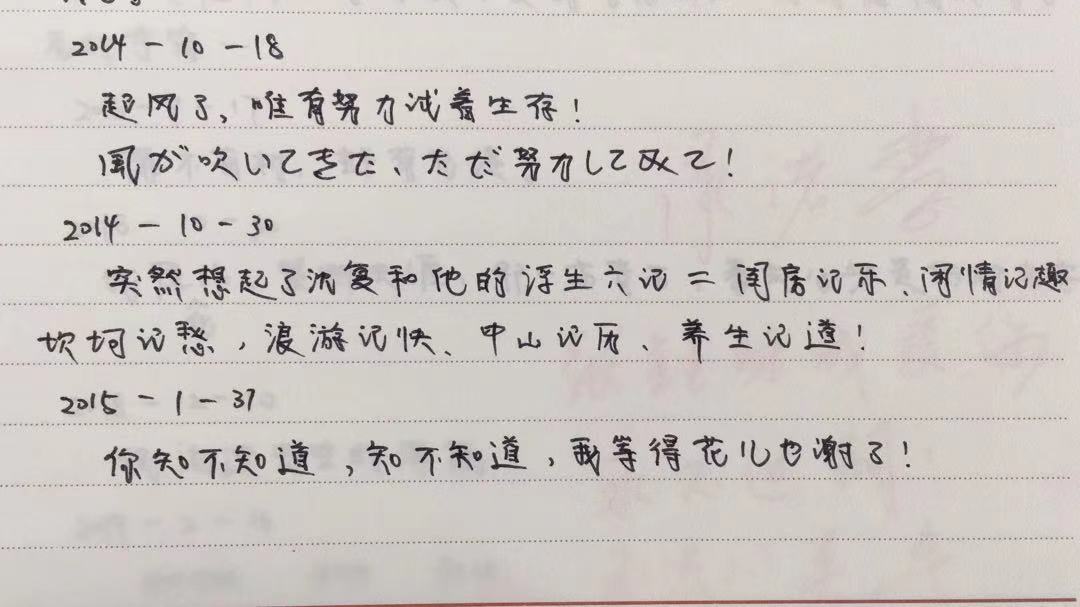 2014-10-18
起风了，唯有努力试着生存！
風が吹いてきた、ただ努力してみて！
2014-10-30
突然想起了沈复和他的浮生六记=闺房记乐、闲情记趣
坎坷记愁，浪游记快、中山记历、养生记道！
2015-1-31
你知不知道，知不知道，我等得花儿也谢了！